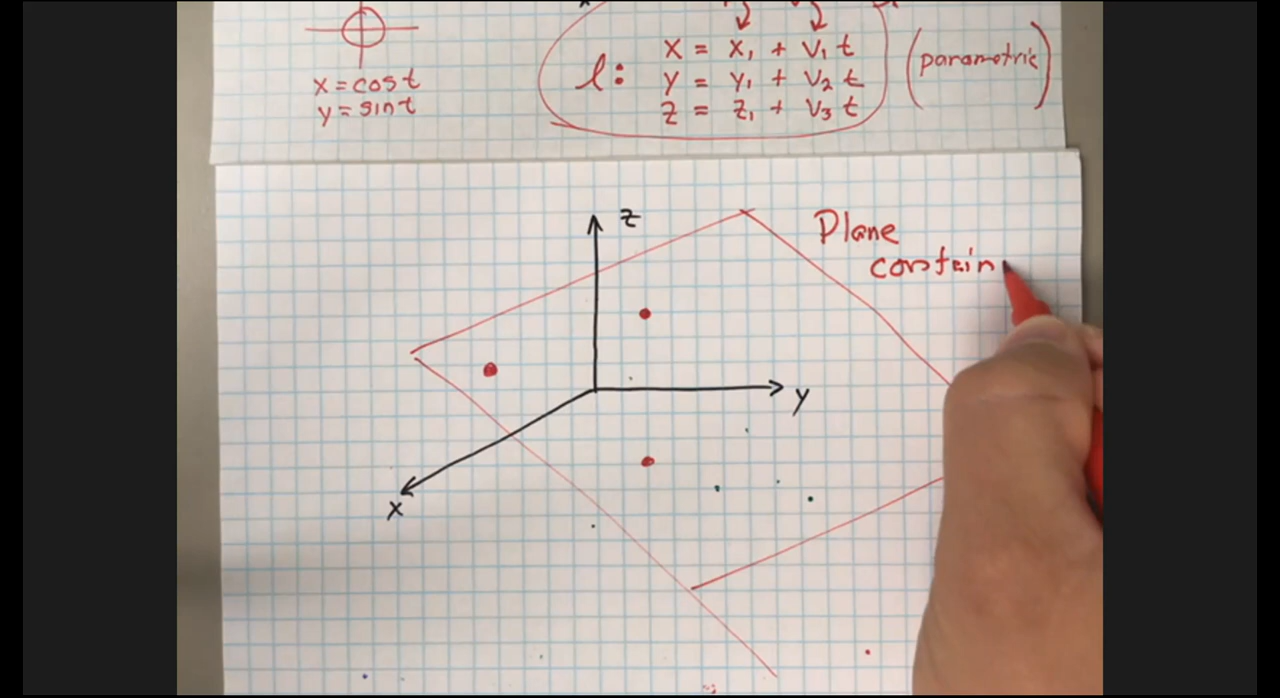 x = cos t
y = sin t
l:
x = x₁ + v₁ t
y = y₁ + v₂ t
z = z₁ + v₃ t
(parametric)
z
Plane
contain
y
x